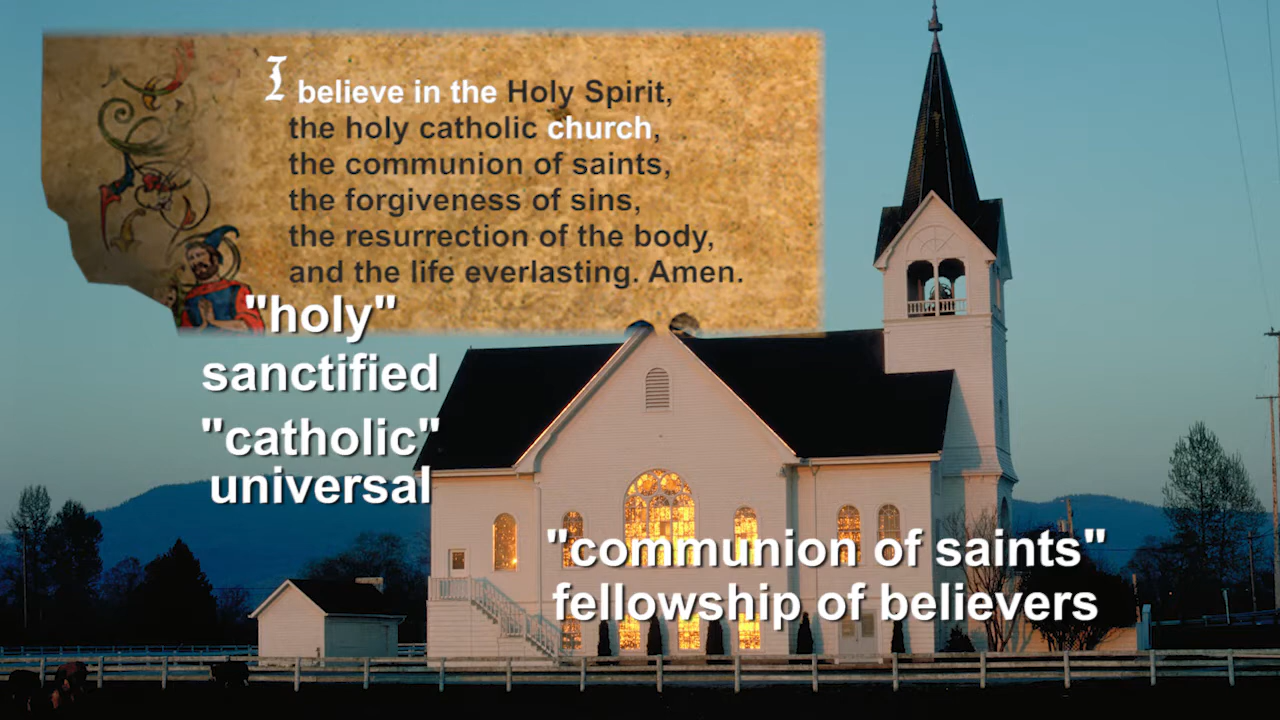 I believe in the Holy Spirit,
the holy catholic church,
the communion of saints,
the forgiveness of sins,
the resurrection of the body,
and the life everlasting. Amen.
"holy"
sanctified
"catholic"
universal
"communion of saints"
fellowship of believers